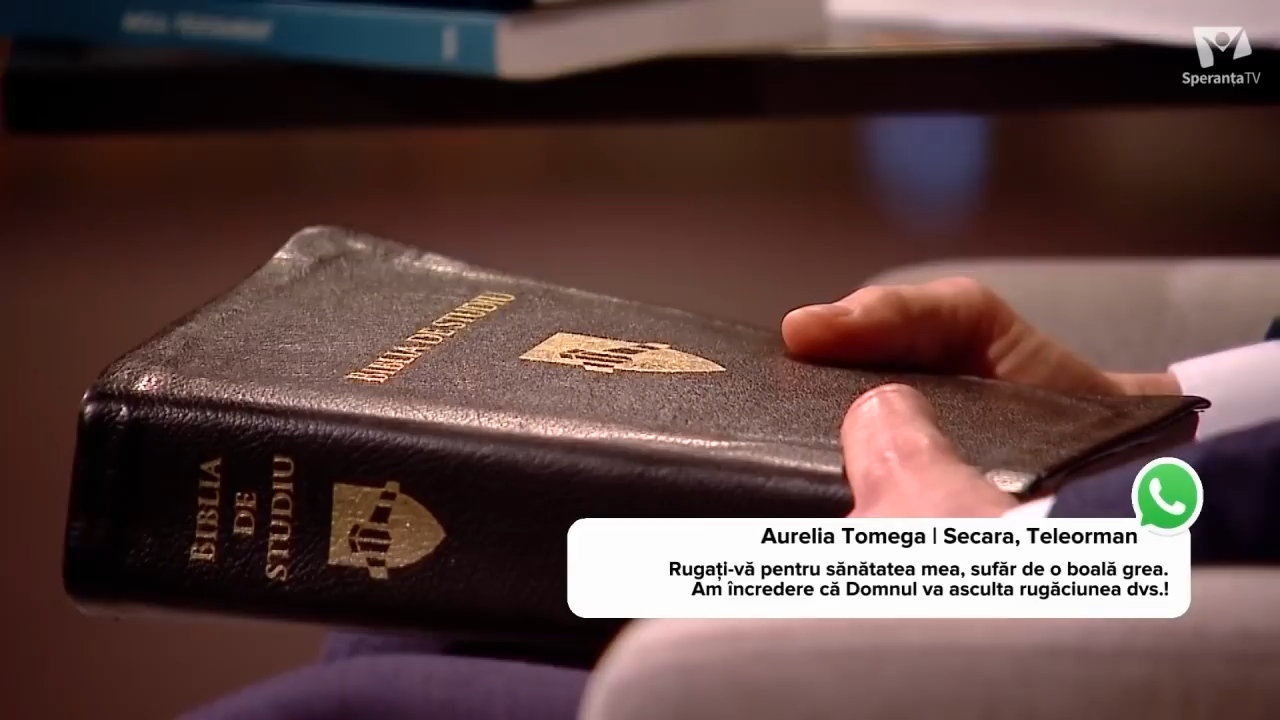 SperanțaTV
BIBLIA DE STUDIU
BIBLIA
DE
STUDIU
Aurelia Tomega | Secara, Teleorman
Rugați-vă pentru sănătatea mea, sufăr de o boală grea.
Am încredere că Domnul va asculta rugăciunea dvs.!